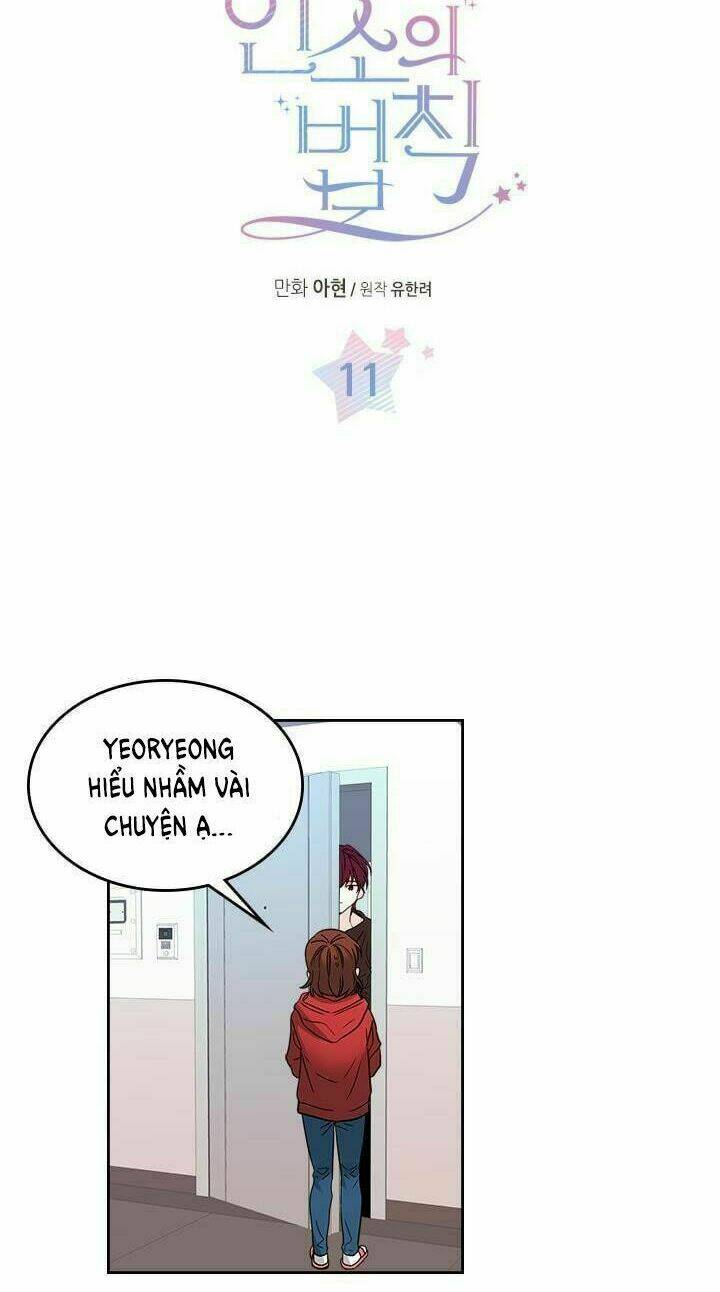 인소의
법칙
만화 아현 / 원작 유한려
11
YEORYEONG
HIỂU NHẦM VÀI
CHUYỆN Ạ...